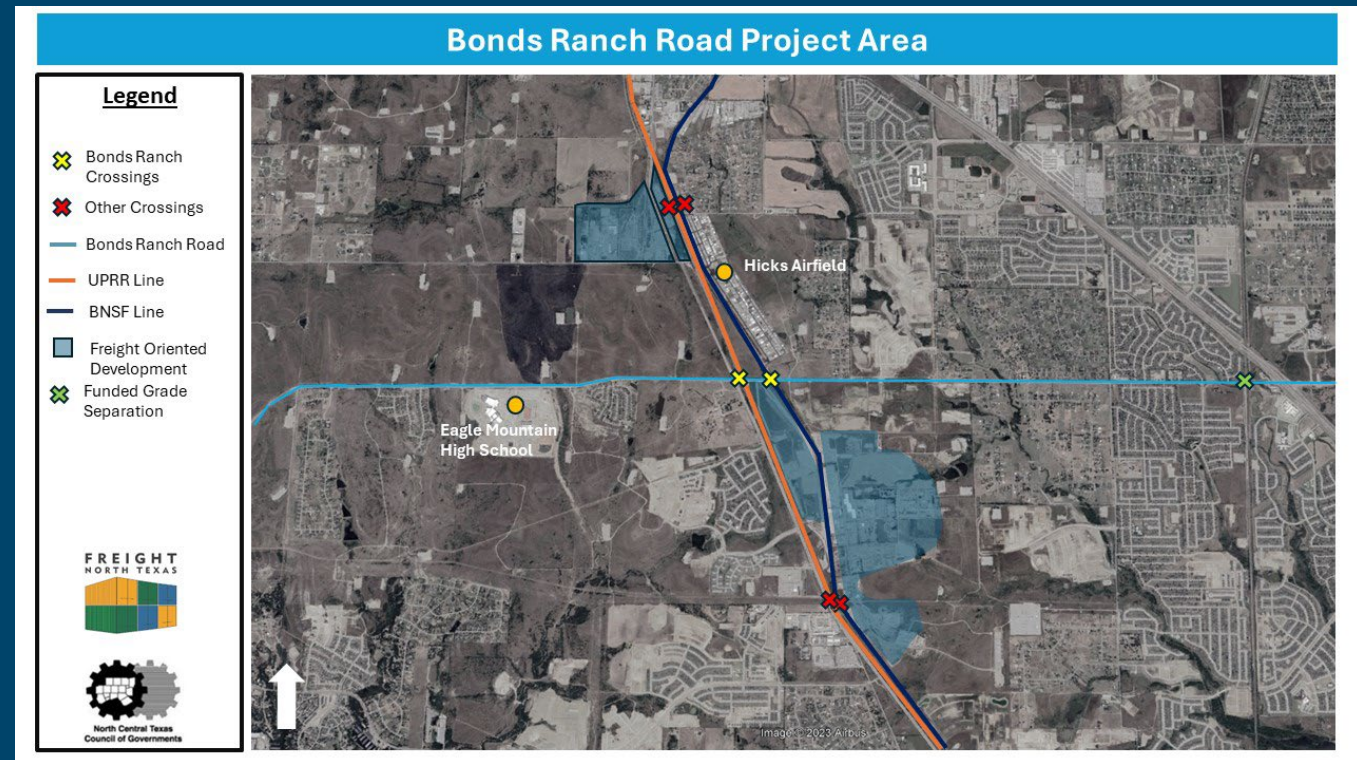 Bonds Ranch Road Project Area
Legend
Bonds Ranch
Crossings
Other Crossings
Bonds Ranch Road
UPRR Line
BNSF Line
Freight Oriented
Development
Funded Grade
Separation
FREIGHT
NORTH TEXAS
North Central Texas
Council of Governments
Hicks Airfield
Eagle Mountain
High School
Image © 2023 Airbus